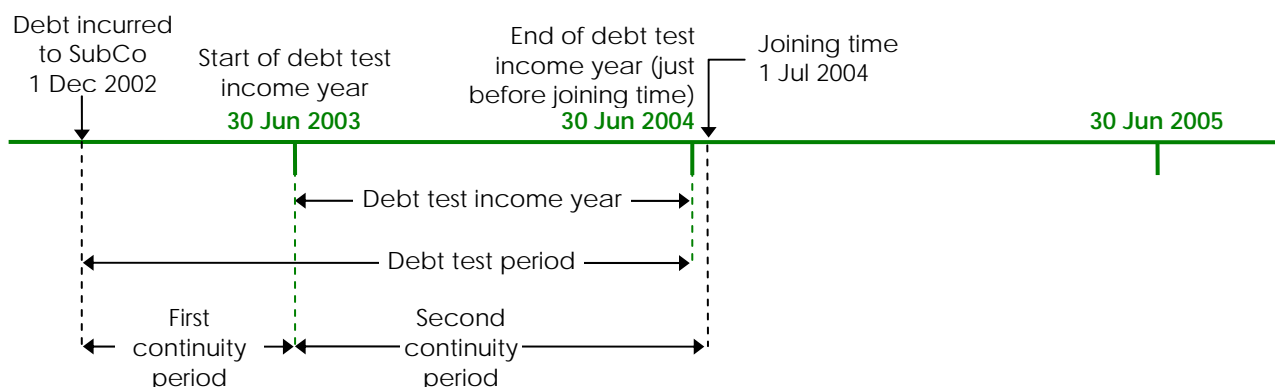 Debt incurred
to SubCo
1 Dec 2002
Start of debt test
income year
End of debt test
income year (just
before joining time)
Joining time
1 Jul 2004
30 Jun 2003
30 Jun 2004
30 Jun 2005
Debt test income year
Debt test period
First
continuity
period
Second
continuity
period